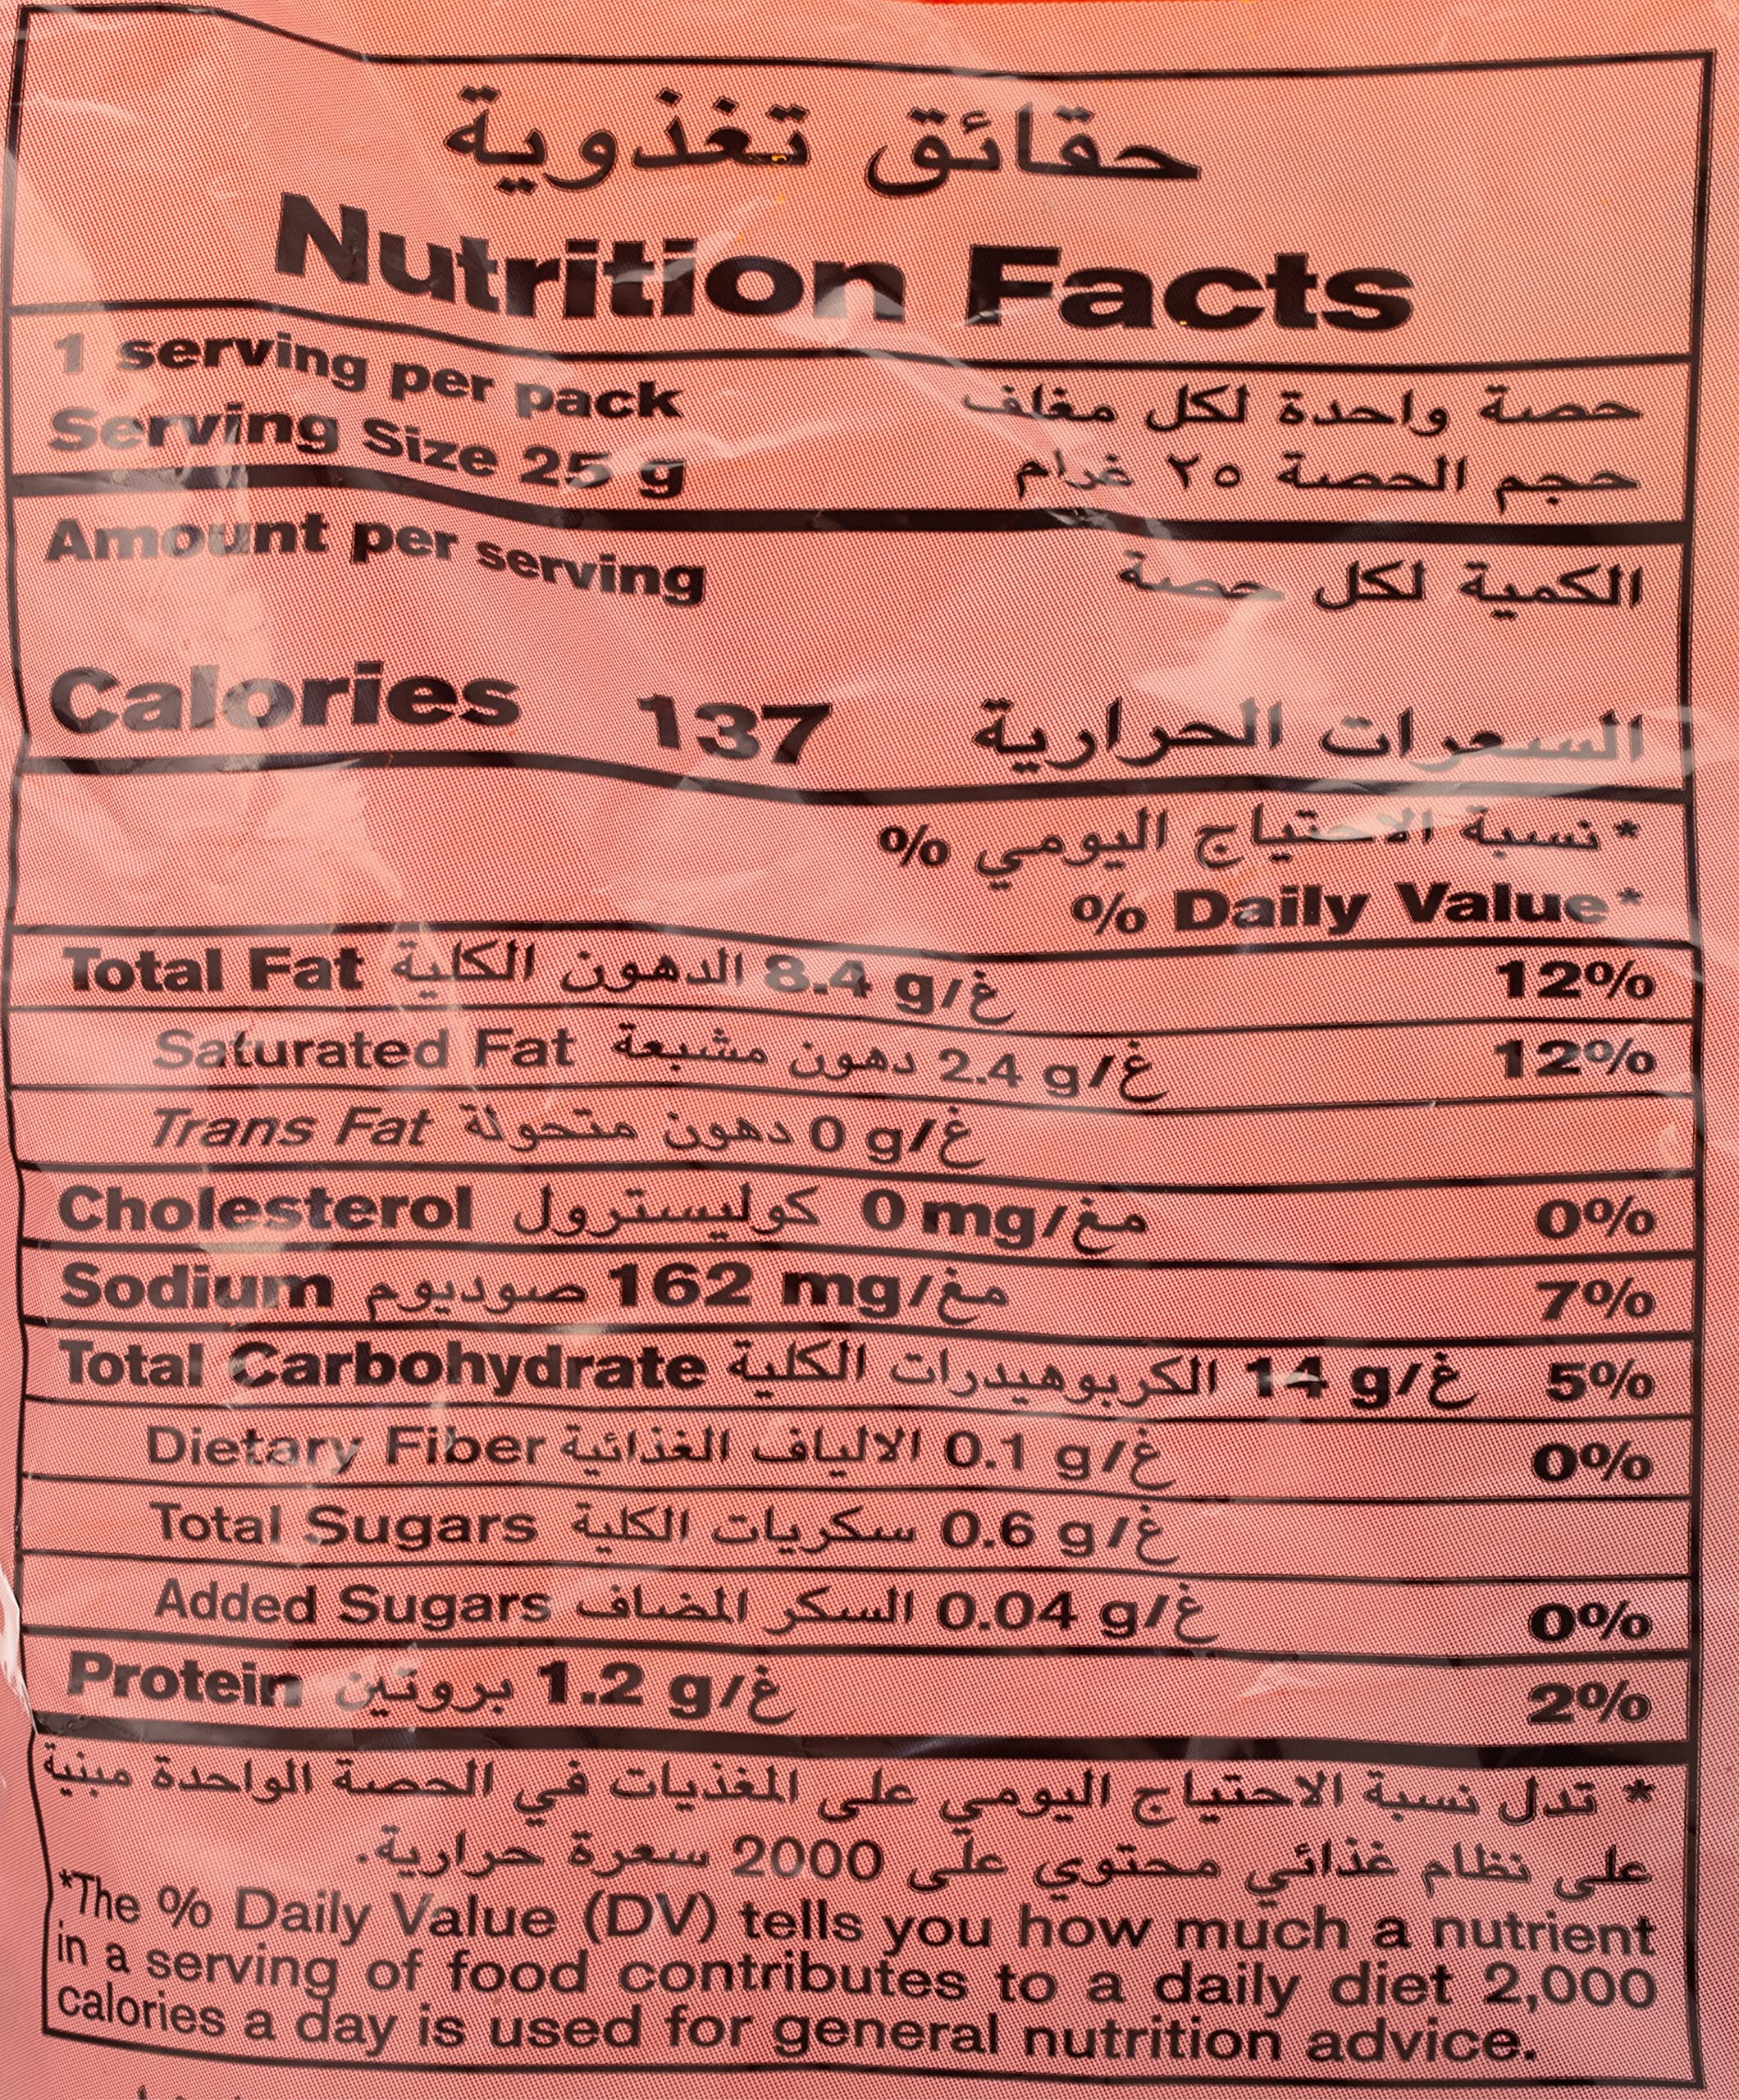 حقائق تغذوية
Nutrition Facts
1 serving per pack حصة واحدة لكل مغلف
Serving Size 25 g حجم الحصة ٢٥ غرام
Amount per serving الكمية لكل حصة
Calories 137 السعرات الحرارية
*نسبة الاحتياج اليومي %
% Daily Value*
Total Fat الدهون الكلية 8.4 g/غ 12%
Saturated Fat دهون مشبعة 2.4 g/غ 12%
Trans Fat دهون متحولة 0 g/غ
Cholesterol كوليسترول 0 mg/مغ 0%
Sodium صوديوم 162 mg/مغ 7%
Total Carbohydrate الكربوهيدرات الكلية 14 g/غ 5%
Dietary Fiber الالياف الغذائية 0.1 g/غ 0%
Total Sugars سكريات الكلية 0.6 g/غ
Added Sugars السكر المضاف 0.04 g/غ 0%
Protein بروتين 1.2 g/غ 2%
* تدل نسبة الاحتياج اليومي على المغذيات في الحصة الواحدة مبنية
على نظام غذائي محتوي على 2000 سعرة حرارية.
*The % Daily Value (DV) tells you how much a nutrient
in a serving of food contributes to a daily diet 2,000
calories a day is used for general nutrition advice.